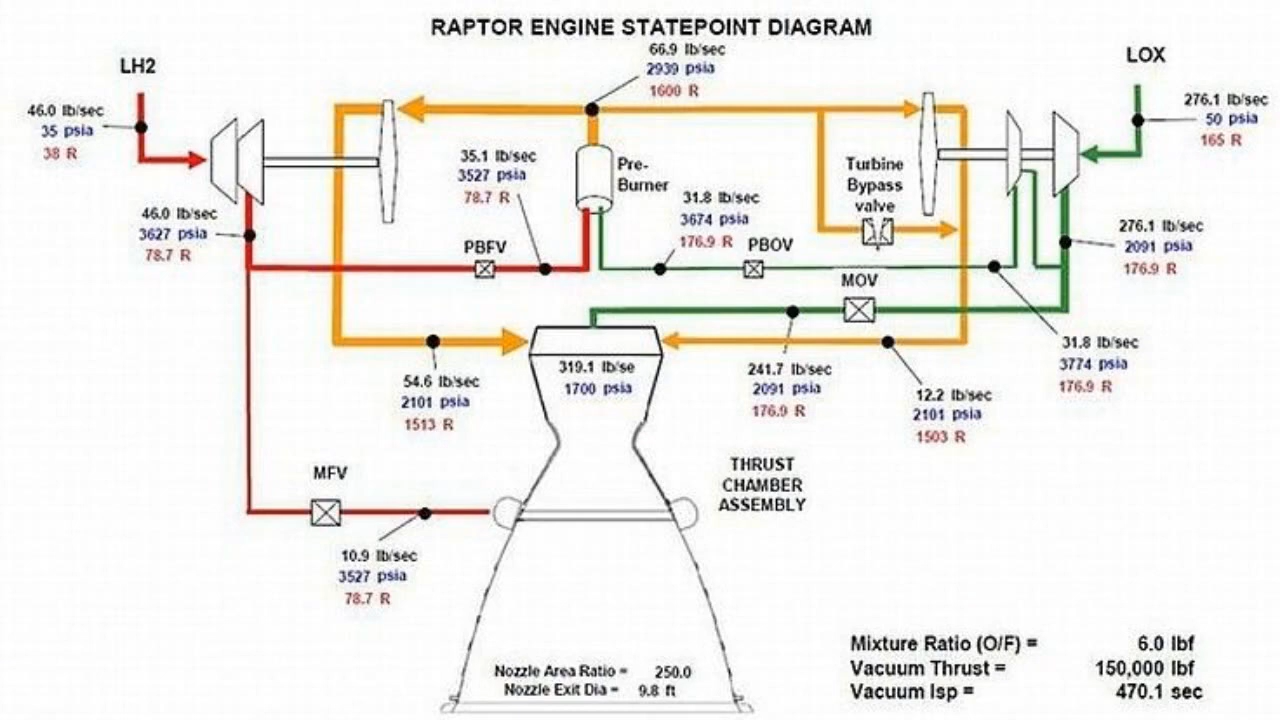 RAPTOR ENGINE STATEPOINT DIAGRAM
LH2
46.0 lb/sec
35 psia
38 R
66.9 lb/sec
2939 psia
1600 R
LOX
276.1 lb/sec
50 psia
165 R
46.0 lb/sec
3627 psia
78.7 R
35.1 lb/sec
3527 psia
78.7 R
Pre-
Burner
31.8 lb/sec
3674 psia
176.9 R
Turbine
Bypass
valve
276.1 lb/sec
2091 psia
176.9 R
PBFV
PBOV
MOV
54.6 lb/sec
2101 psia
1513 R
319.1 lb/se
1700 psia
241.7 lb/sec
2091 psia
176.9 R
12.2 lb/sec
2101 psia
1503 R
31.8 lb/sec
3774 psia
176.9 R
MFV
10.9 lb/sec
3527 psia
78.7 R
THRUST
CHAMBER
ASSEMBLY
Nozzle Area Ratio = 250.0
Nozzle Exit Dia = 9.8 ft
Mixture Ratio (O/F) = 6.0 lbf
Vacuum Thrust = 150,000 lbf
Vacuum Isp = 470.1 sec